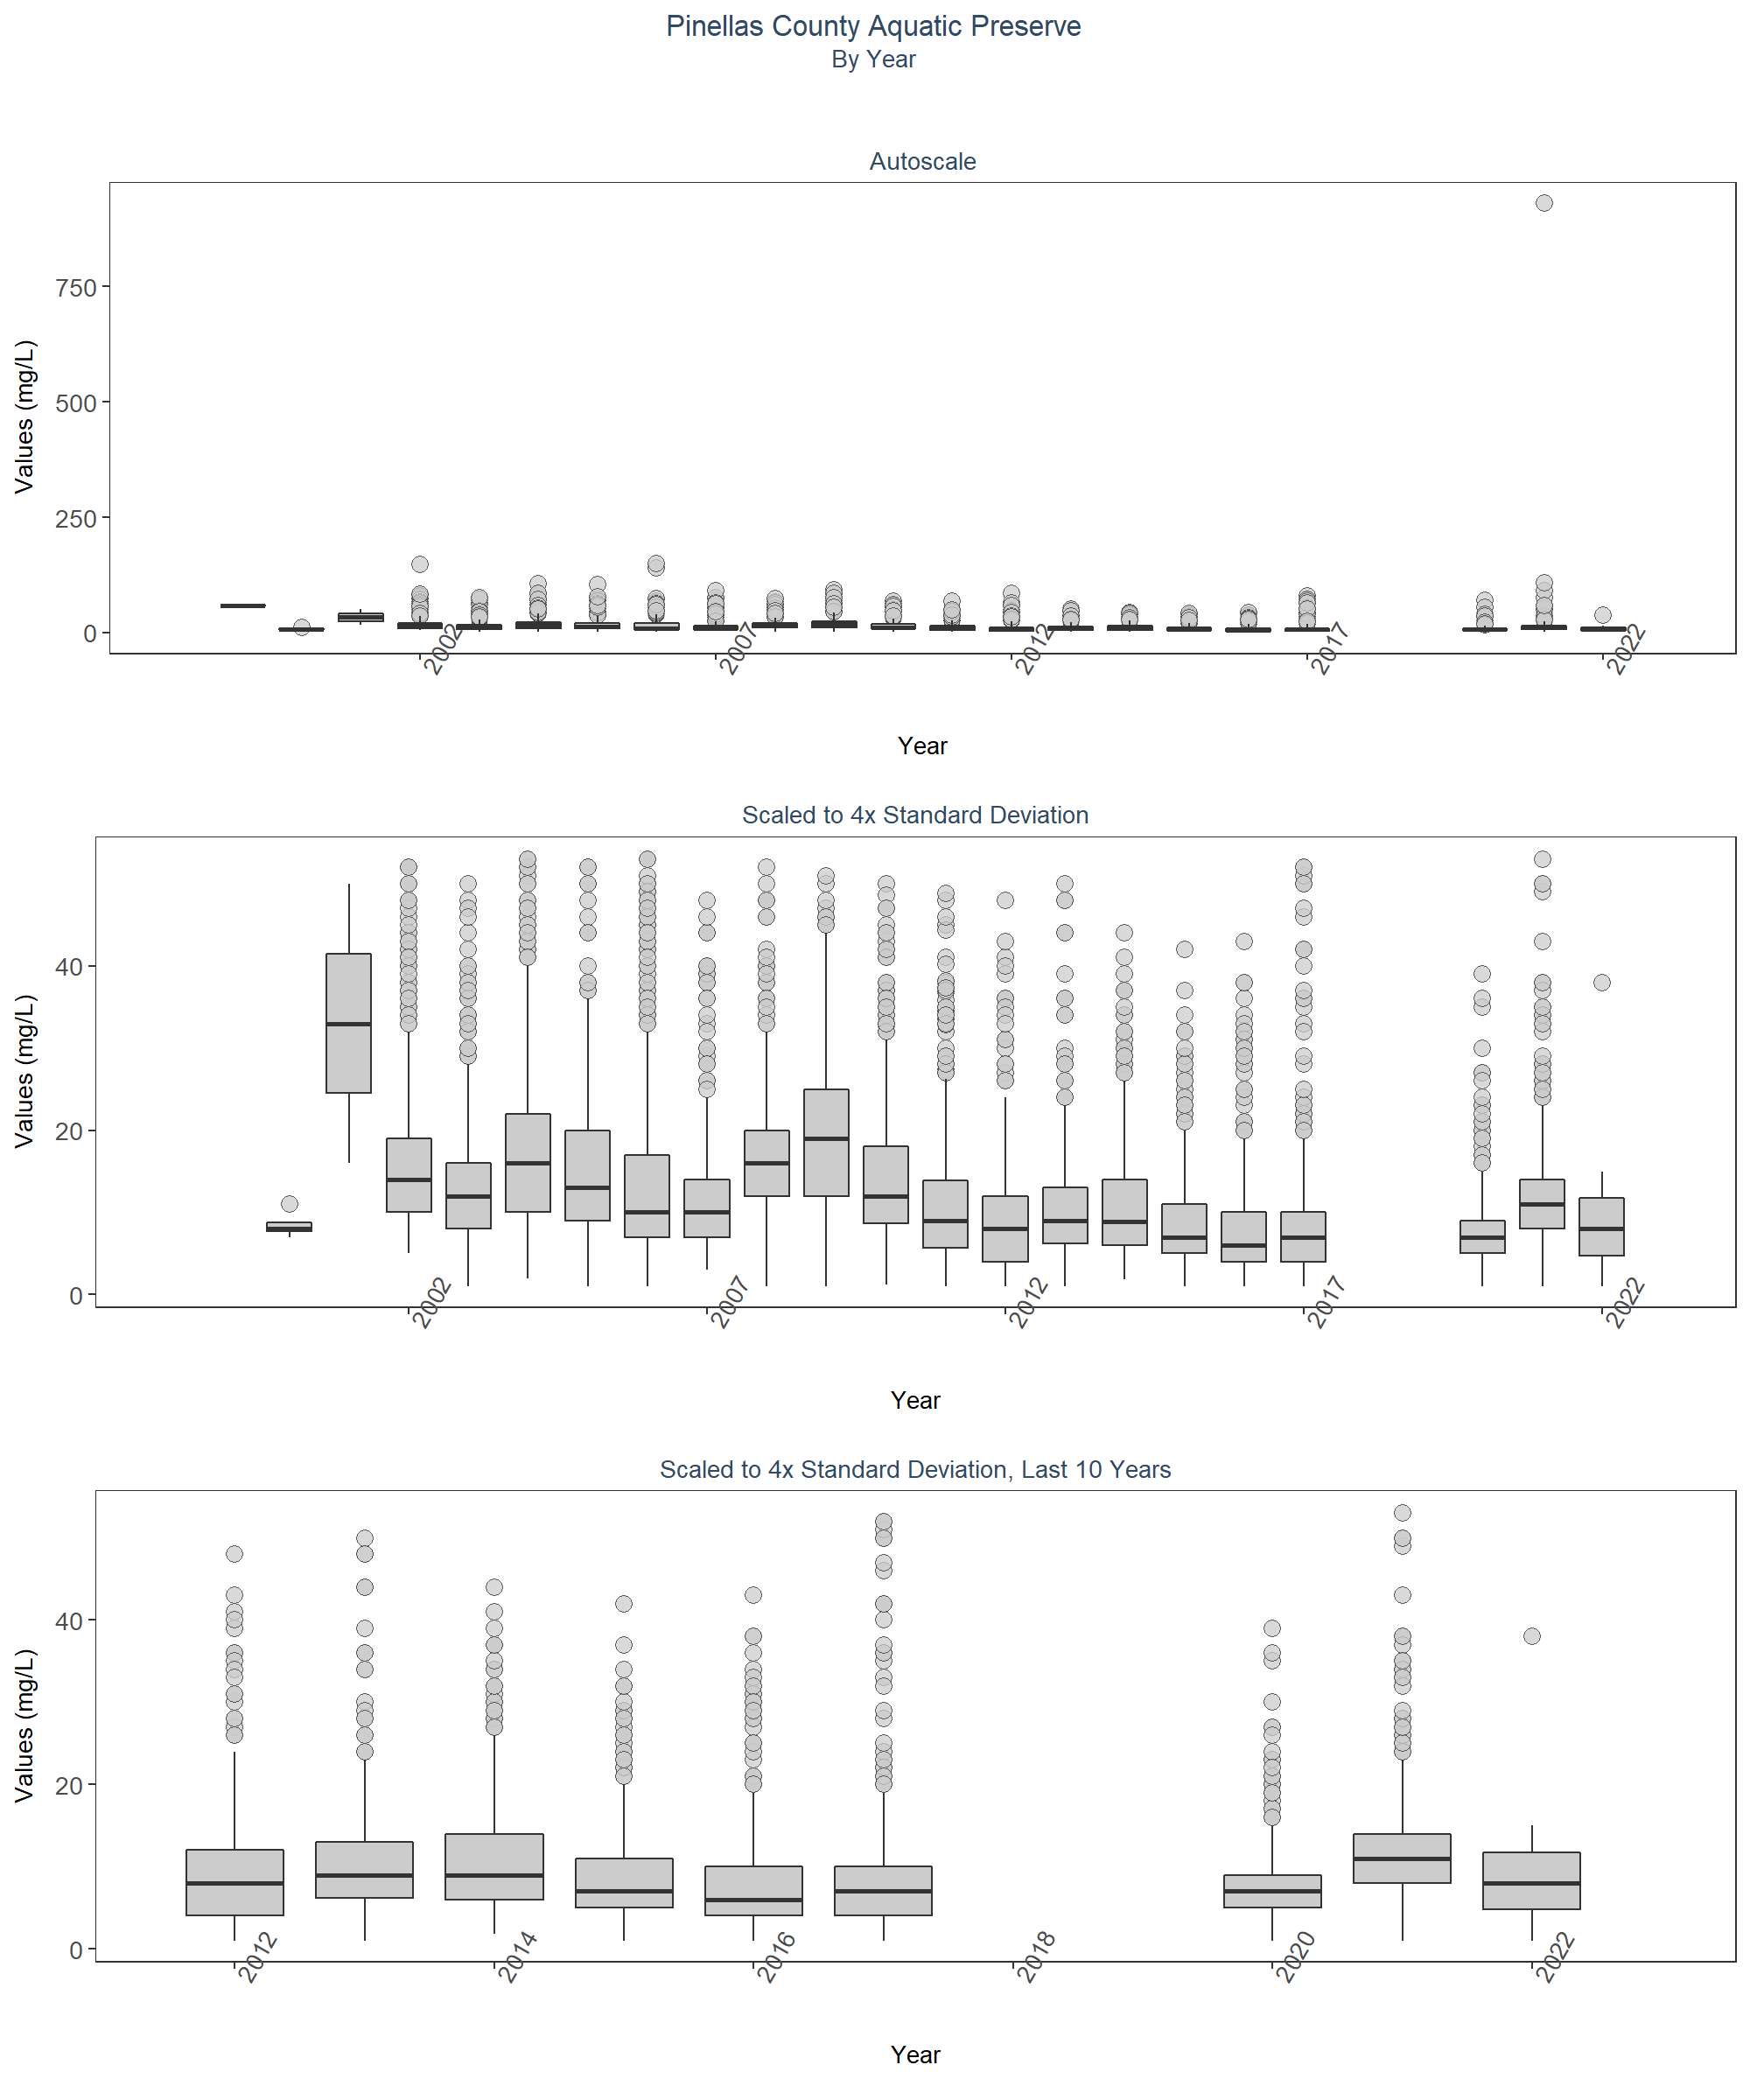 Pinellas County Aquatic Preserve
By Year
Autoscale
Values (mg/L)
750
500
250
0
2002
2007
2012
2017
2022
Year
Scaled to 4x Standard Deviation
Values (mg/L)
40
20
0
2002
2007
2012
2017
2022
Year
Scaled to 4x Standard Deviation, Last 10 Years
Values (mg/L)
40
20
0
2012
2014
2016
2018
2020
2022
Year